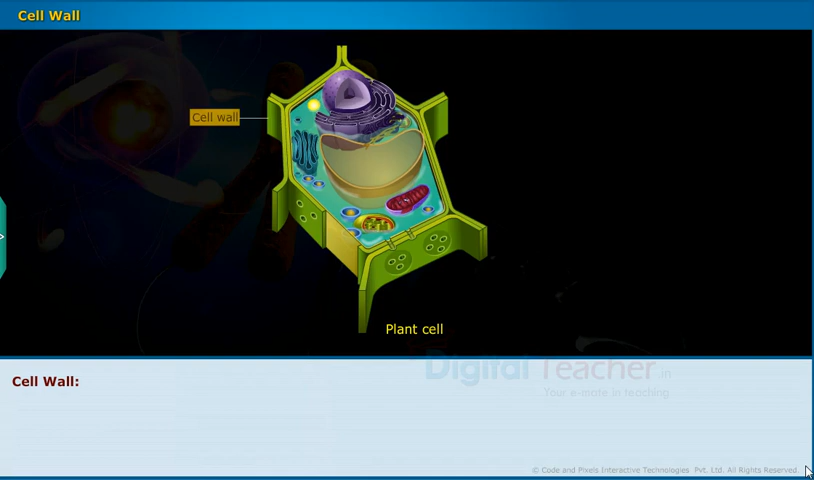 Cell Wall
Cell wall
Plant cell
Digital Teacher.in
Your e-mate in teaching
Cell Wall:
© Code and Pixels Interactive Technologies Pvt. Ltd. All Rights Reserved.